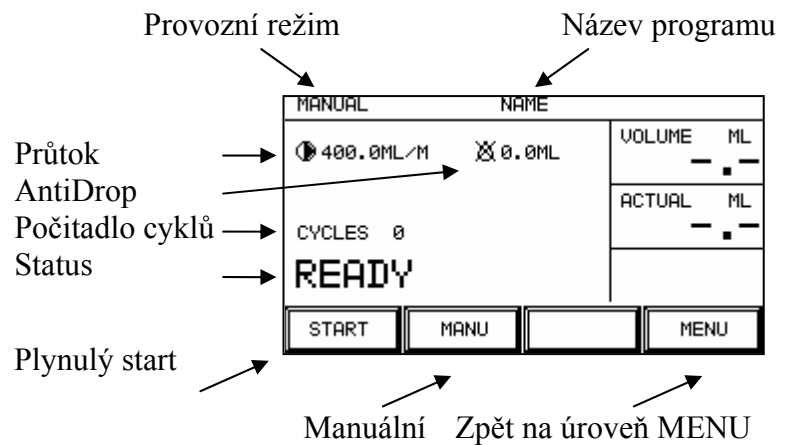 Provozní režim Název programu
MANUAL NAME
Průtok 400.0ML/M 0.0ML VOLUME ML
-.-
AntiDrop
ACTUAL ML
-.-
Počitadlo cyklů CYCLES 0
Status READY
START MANU MENU
Plynulý start
Manuální Zpět na úroveň MENU